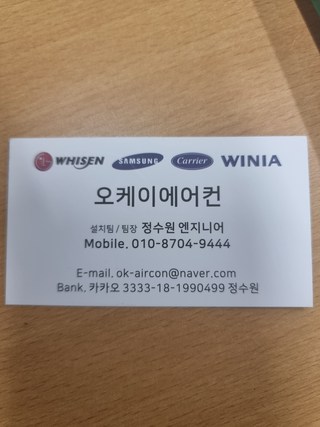 WHISEN SAMSUNG Carrier WINIA
오케이에어컨
설치팀 / 팀장 정수원 엔지니어
Mobile. 010-8704-9444
E-mail. ok-aircon@naver.com
Bank. 카카오 3333-18-1990499 정수원